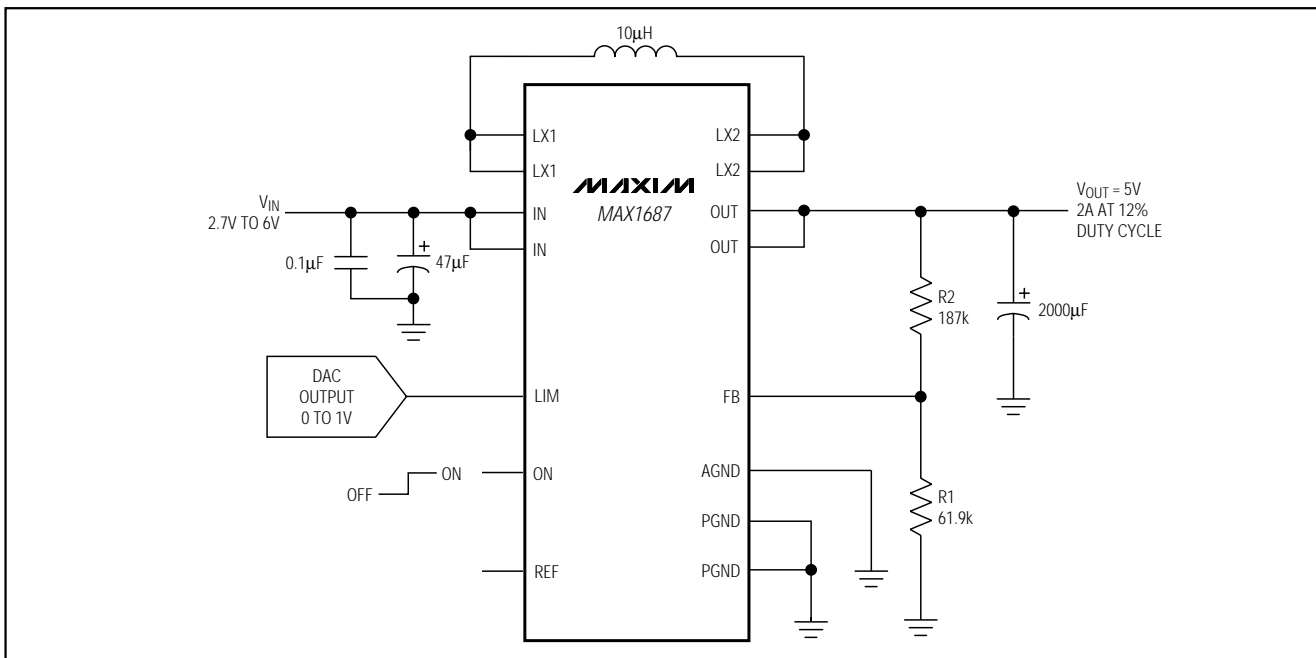 10μH
LX1
LX2
LX1
LX2
MAXIM
MAX1687
VIN
2.7V TO 6V
IN
OUT
VOUT = 5V
2A AT 12%
DUTY CYCLE
IN
OUT
0.1μF
+
47μF
R2
187k
+
2000μF
DAC
OUTPUT
0 TO 1V
LIM
FB
OFF
ON
ON
AGND
R1
61.9k
PGND
REF
PGND